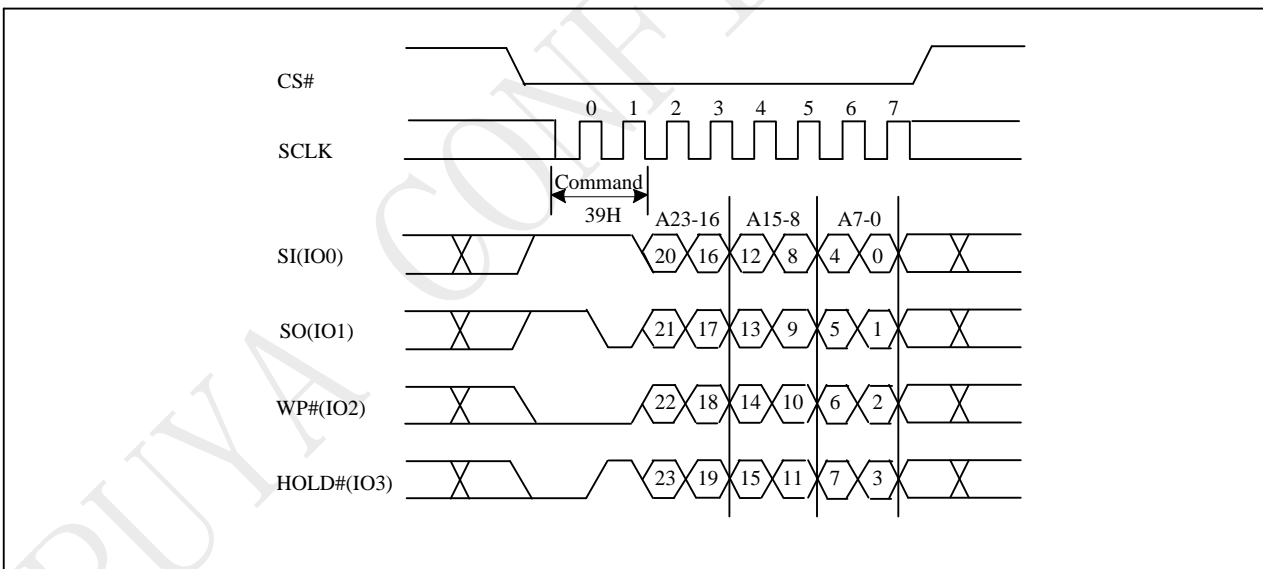 PUYA CONF
CS#
0 1 2 3 4 5 6 7
SCLK
Command
39H
A23-16 A15-8 A7-0
SI(IO0) 20 16 12 8 4 0
SO(IO1) 21 17 13 9 5 1
WP#(IO2) 22 18 14 10 6 2
HOLD#(IO3) 23 19 15 11 7 3